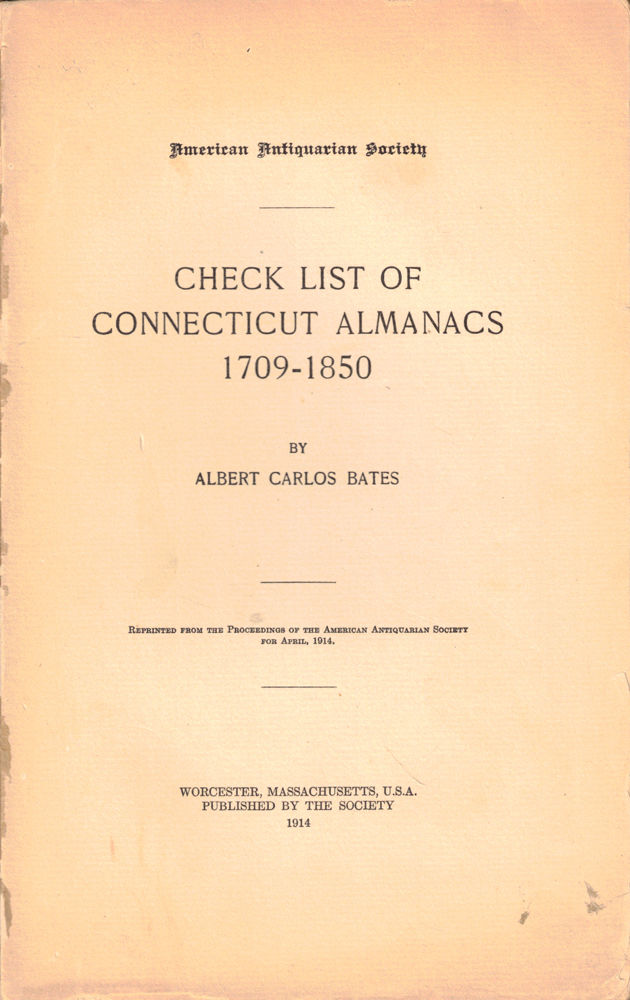 American Antiquarian Society
CHECK LIST OF
CONNECTICUT ALMANACS
1709-1850
BY
ALBERT CARLOS BATES
Reprinted from the Proceedings of the American Antiquarian Society
for April, 1914.
WORCESTER, MASSACHUSETTS, U.S.A.
PUBLISHED BY THE SOCIETY
1914